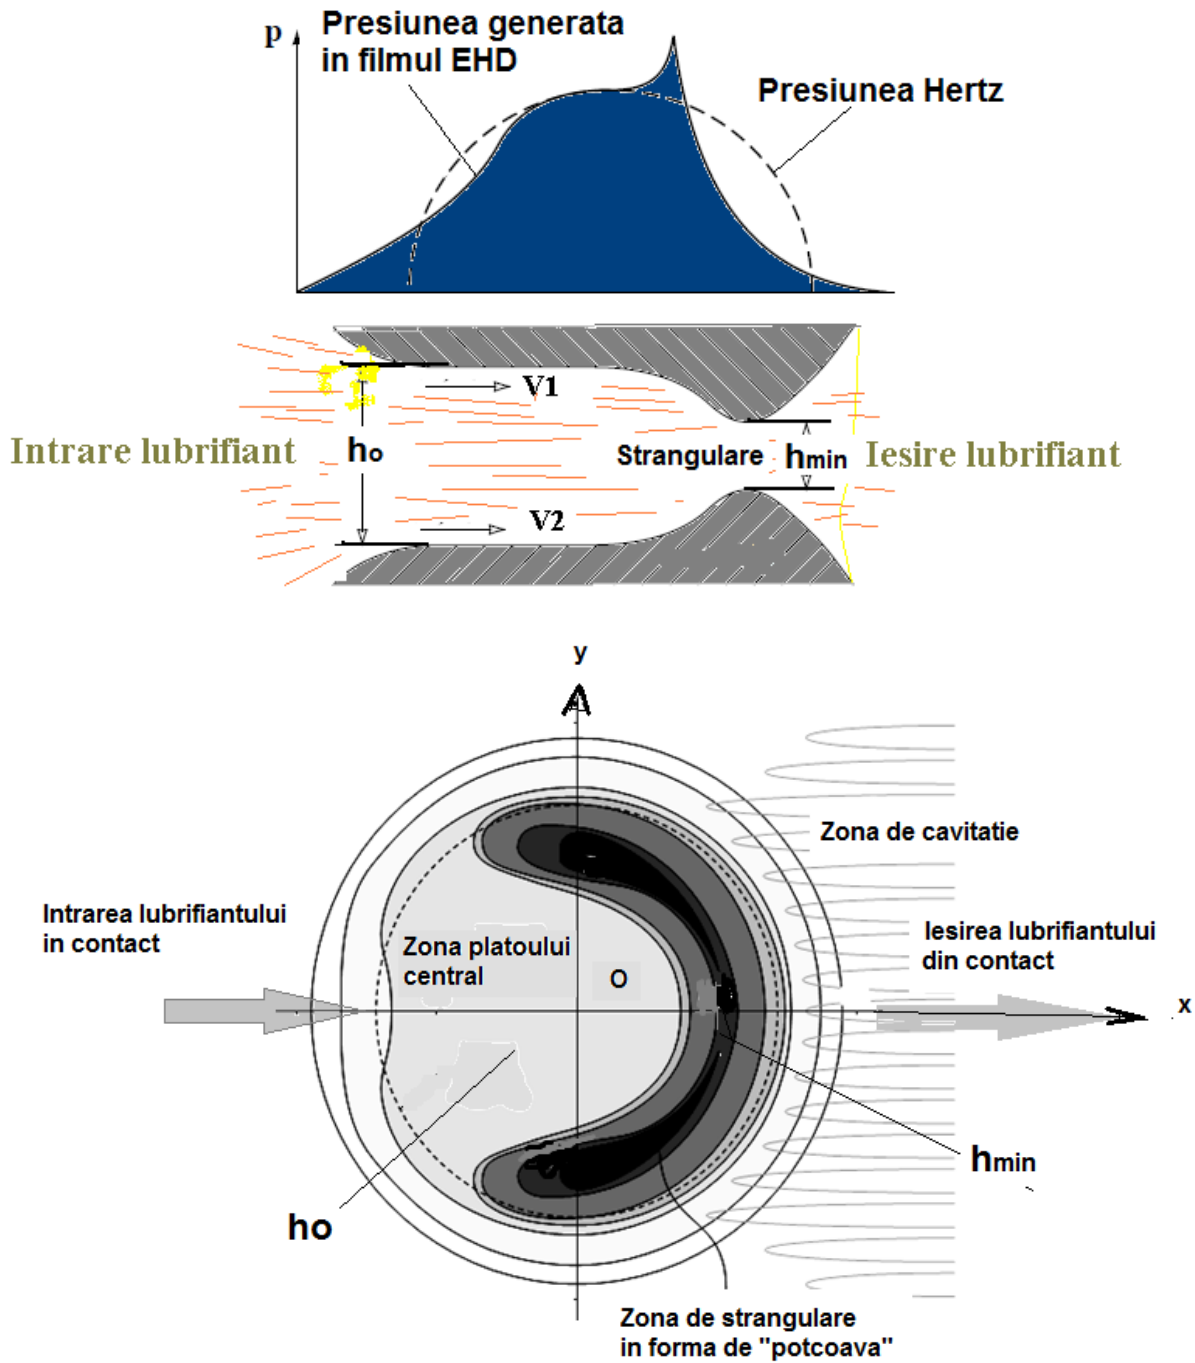 p
Presiunea generata
in filmul EHD
Presiunea Hertz
V1
Intrare lubrifiant
ho
Strangulare
hmin
Iesire lubrifiant
V2
y
Zona de cavitatie
Intrarea lubrifiantului
in contact
Zona platoului
central
O
Iesirea lubrifiantului
din contact
x
hmin
ho
Zona de strangulare
in forma de "potcoava"